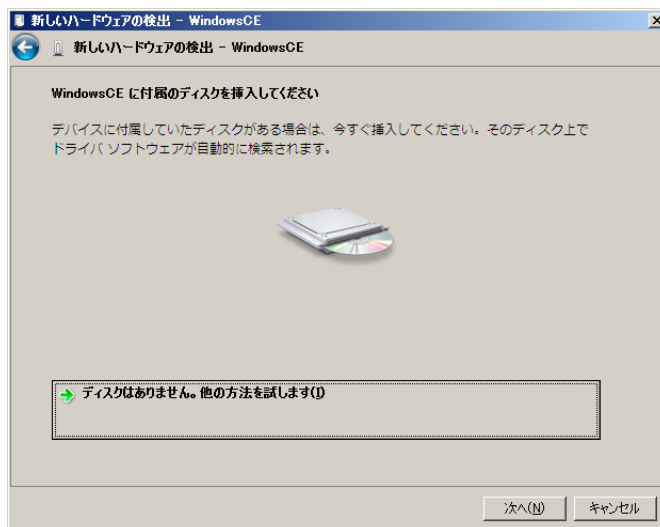 新しいハードウェアの検出 - WindowsCE
新しいハードウェアの検出 - WindowsCE
WindowsCE に付属のディスクを挿入してください
デバイスに付属していたディスクがある場合は、今すぐ挿入してください。そのディスク上で
ドライバ ソフトウェアが自動的に検索されます。
ディスクはありません。他の方法を試します(I)
次へ(N) キャンセル